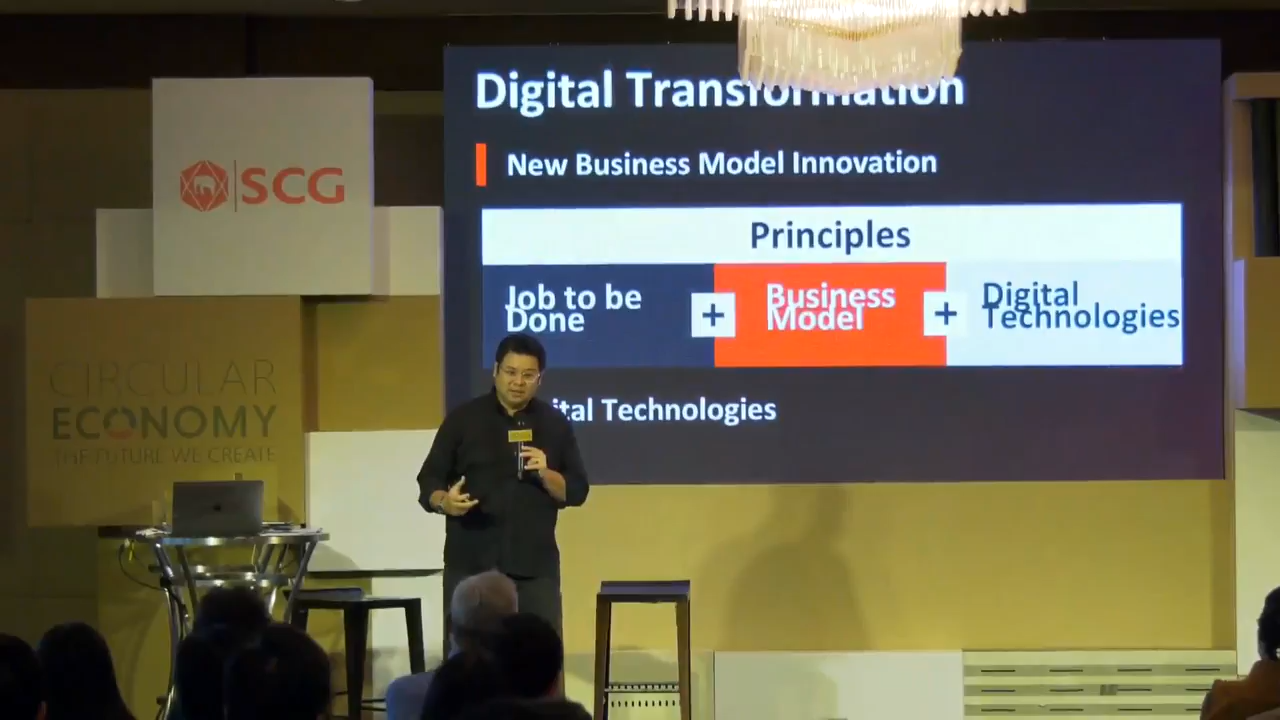 Digital Transformation
New Business Model Innovation
Principles
Job to be
Done
+
Business
Model
+
Digital
Technologies
ital Technologies
SCG
CIRCULAR
ECONOMY
THE FUTURE WE CREATE